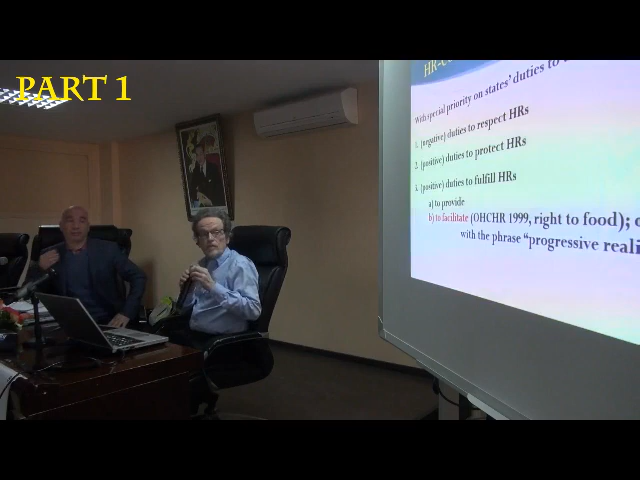 PART 1
HR-c
With special priority on states' duties to
1. (negative) duties to respect HRs
2. (positive) duties to protect HRs
3. (positive) duties to fulfill HRs
a) to provide
b) to facilitate (OHCHR 1999, right to food);
with the phrase "progressive reali